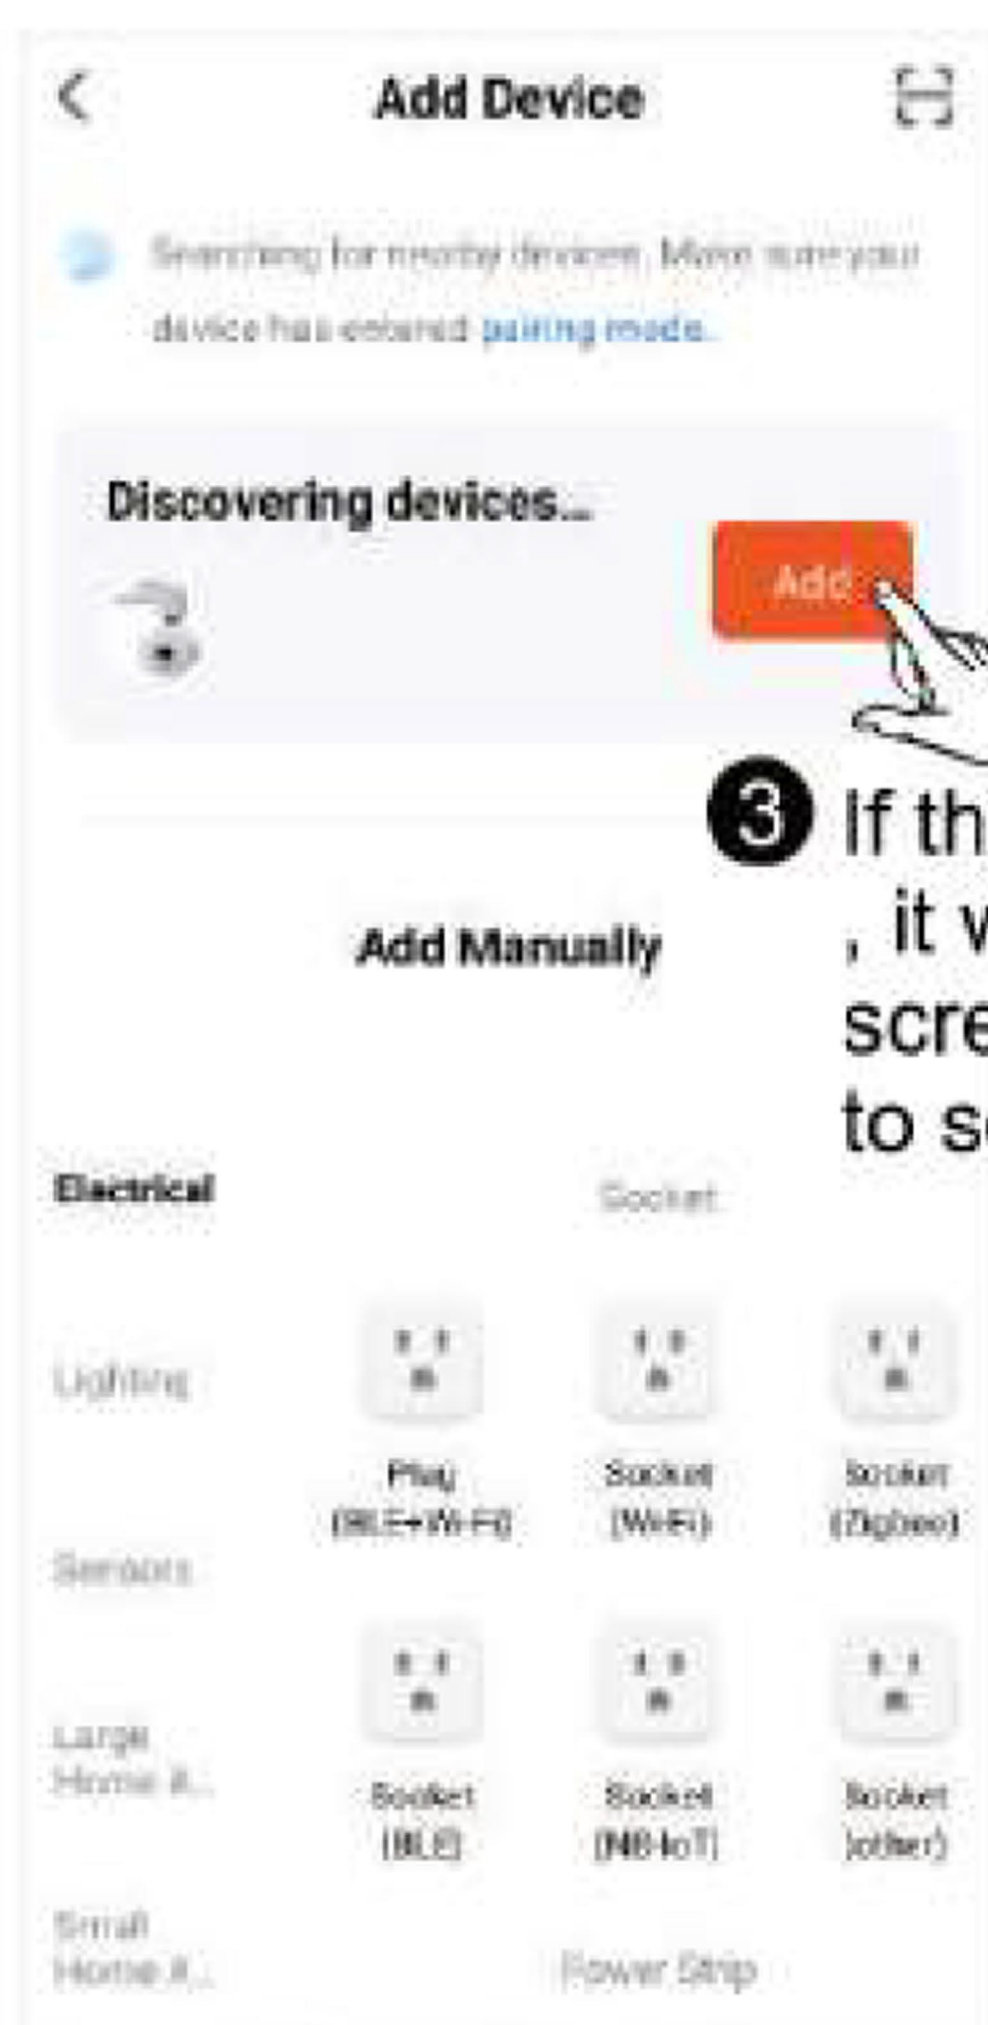 Add Device
Searching for nearby devices. Make sure your
device has entered pairing mode.
Discovering devices...
Add
3 If th
, it w
scre
to se
Add Manually
Electrical
Socket
Lighting
Plug
(BLE+Wi-Fi)
Socket
(Wi-Fi)
Socket
(Zigbee)
Sensors
Large
Home A...
Socket
(BLE)
Socket
(NB-IoT)
Socket
(other)
Small
Home A...
Power Strip